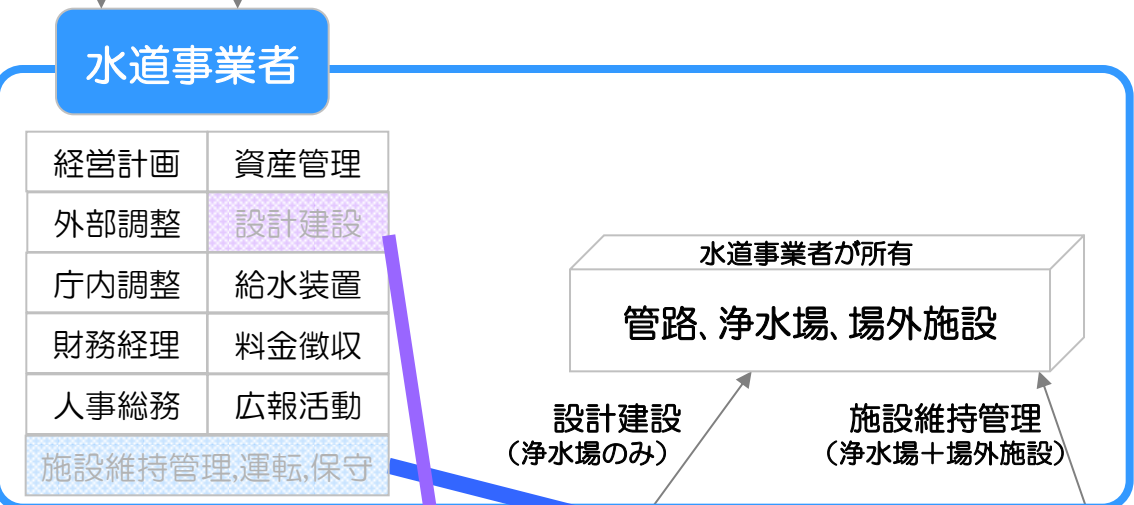 水道事業者
経営計画 資産管理
外部調整 設計建設
庁内調整 給水装置
財務経理 料金徴収
人事総務 広報活動
施設維持管理,運転,保守
水道事業者が所有
管路、浄水場、場外施設
設計建設
（浄水場のみ）
施設維持管理
（浄水場＋場外施設）